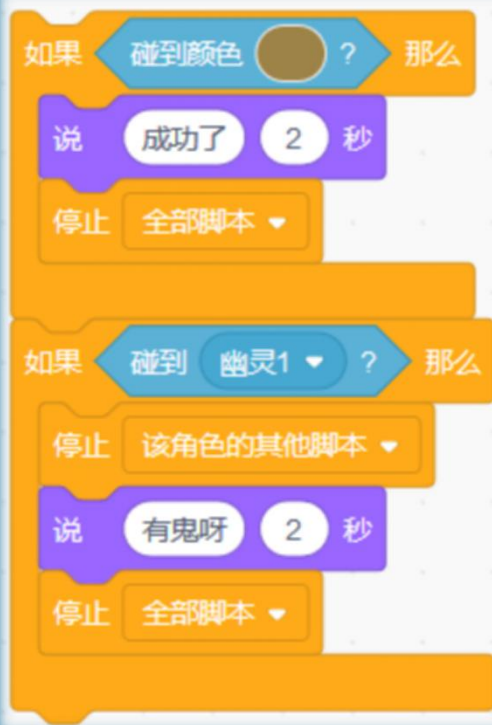 如果 碰到颜色 ? 那么
说 成功了 2 秒
停止 全部脚本
如果 碰到 幽灵1 ? 那么
停止 该角色的其他脚本
说 有鬼呀 2 秒
停止 全部脚本